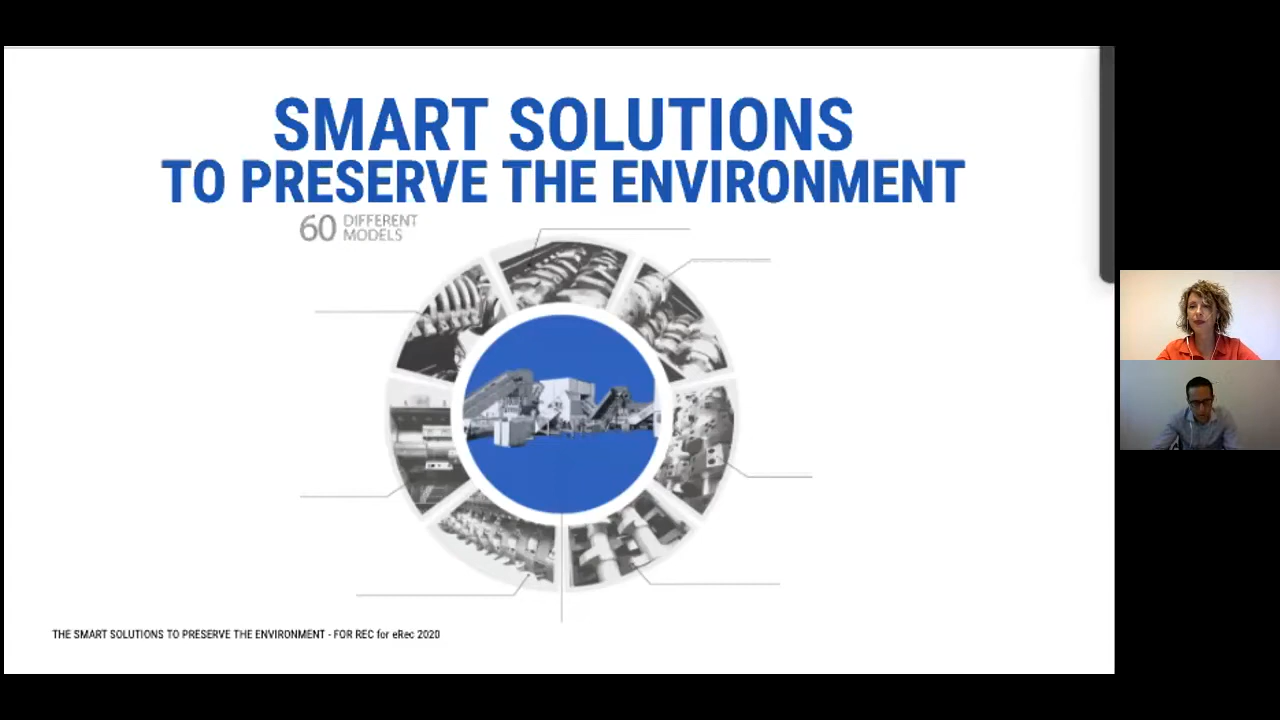 SMART SOLUTIONS
TO PRESERVE THE ENVIRONMENT
60 DIFFERENT
MODELS
THE SMART SOLUTIONS TO PRESERVE THE ENVIRONMENT - FOR REC for eRec 2020